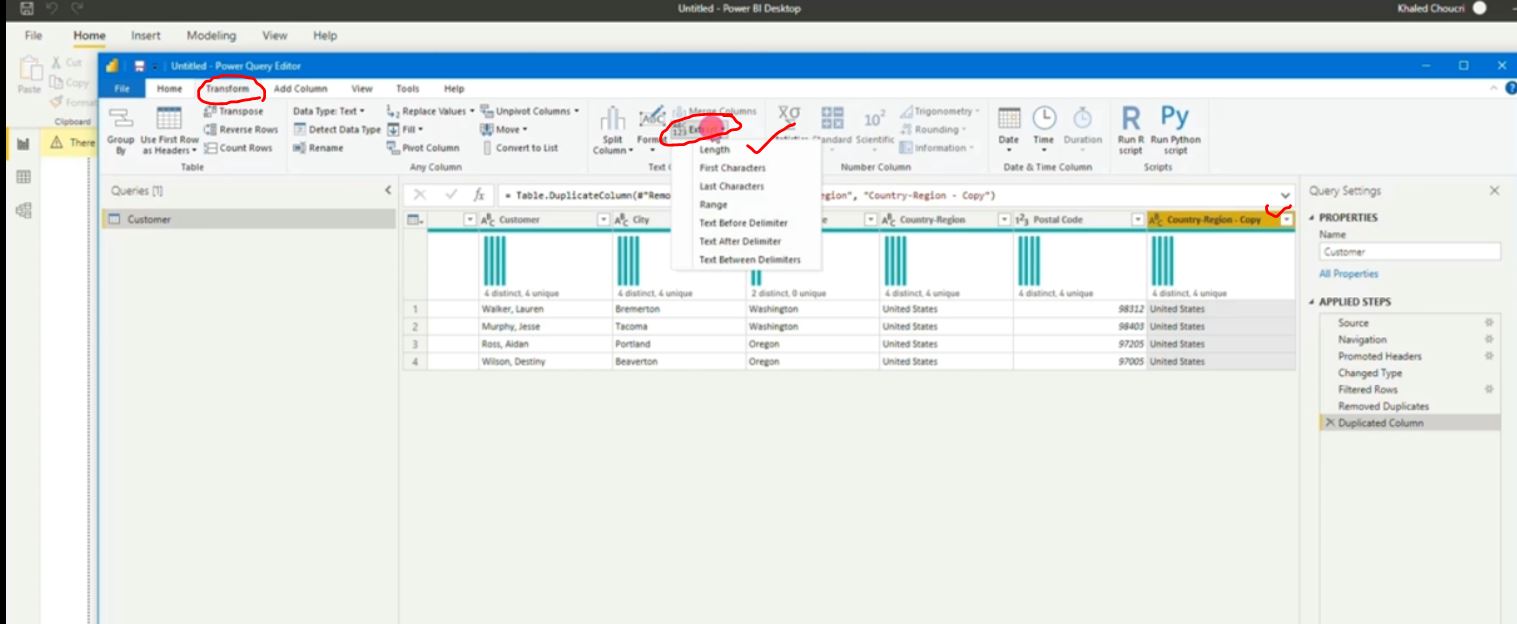 Untitled - Power BI Desktop
Khaled Choucri
File Home Insert Modeling View Help
Paste
Cut
Copy
Format
Clipboard
There
Untitled - Power Query Editor
File Home Transform Add Column View Tools Help
Group By
Use First Row as Headers
Transpose
Reverse Rows
Count Rows
Table
Data Type: Text
Detect Data Type
Rename
Replace Values
Fill
Pivot Column
Unpivot Columns
Move
Convert to List
Any Column
Split Column
Format
Merge Columns
Text
Length
First Characters
Last Characters
Range
Text Before Delimiter
Text After Delimiter
Text Between Delimiters
Scientific
10²
Trigonometry
Rounding
Information
Number Column
Date Time Duration
Date & Time Column
R Py
Run R script
Run Python script
Scripts
Queries [1]
Customer
= Table.DuplicateColumn(#"Remo egion", "Country-Region - Copy")
Customer City Country-Region Postal Code Country-Region - Copy
4 distinct, 4 unique 4 distinct, 4 unique 2 distinct, 0 unique 4 distinct, 4 unique 4 distinct, 4 unique 4 distinct, 4 unique
1 Walker, Lauren Bremerton Washington United States 98312 United States
2 Murphy, Jesse Tacoma Washington United States 98403 United States
3 Ross, Aidan Portland Oregon United States 97205 United States
4 Wilson, Destiny Beaverton Oregon United States 97005 United States
Query Settings
PROPERTIES
Name
Customer
All Properties
APPLIED STEPS
Source
Navigation
Promoted Headers
Changed Type
Filtered Rows
Removed Duplicates
Duplicated Column